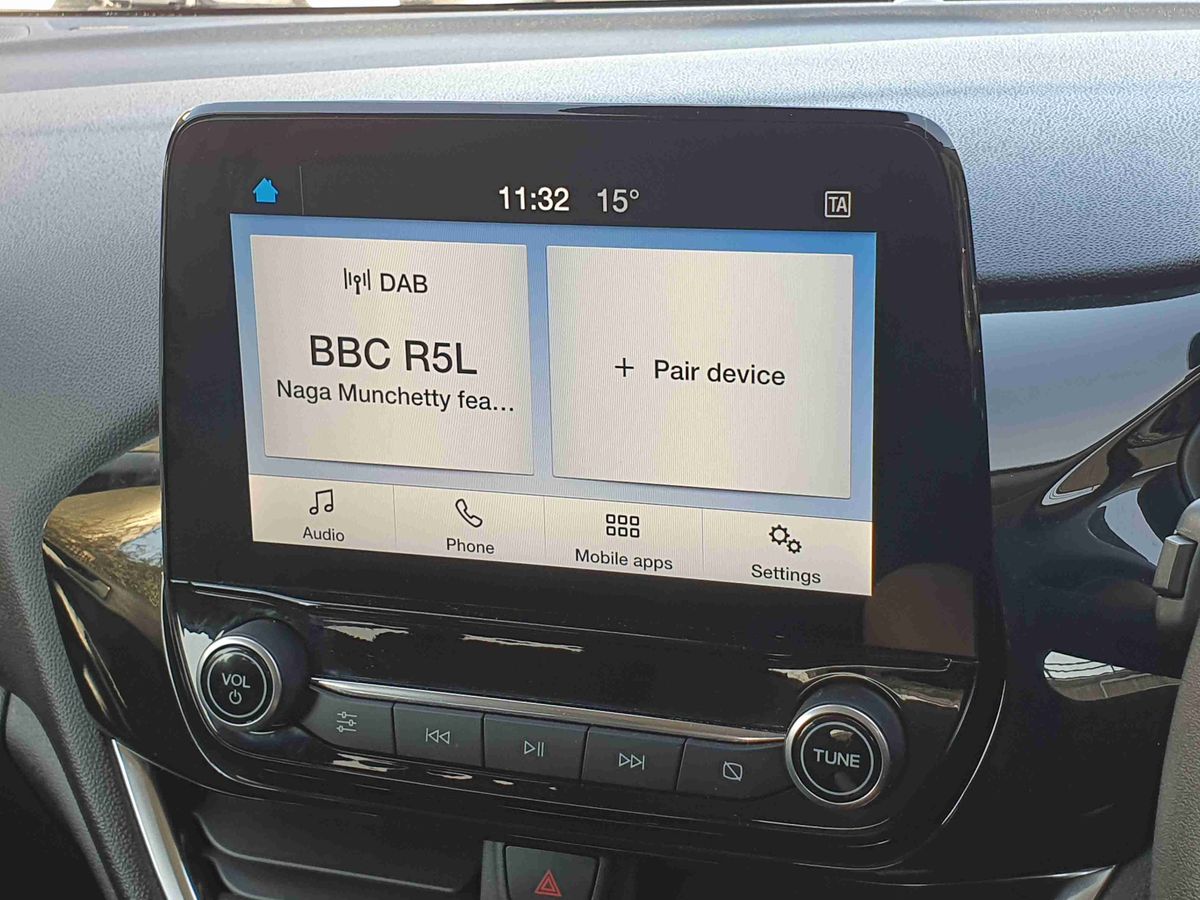 11:32 15° TA
DAB
BBC R5L
Naga Munchetty fea...
+ Pair device
Audio
Phone
Mobile apps
Settings
VOL
TUNE